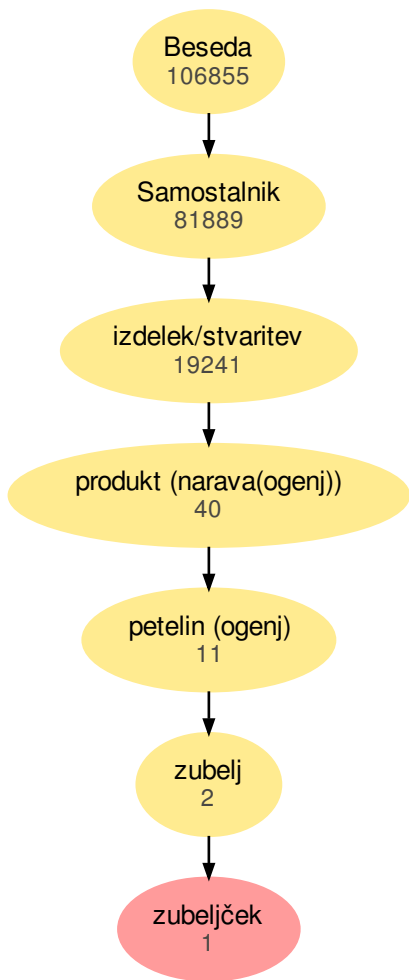 Beseda
106855
Samostalnik
81889
izdelek/stvaritev
19241
produkt (narava(ogenj))
40
petelin (ogenj)
11
zubelj
2
zubeljček
1